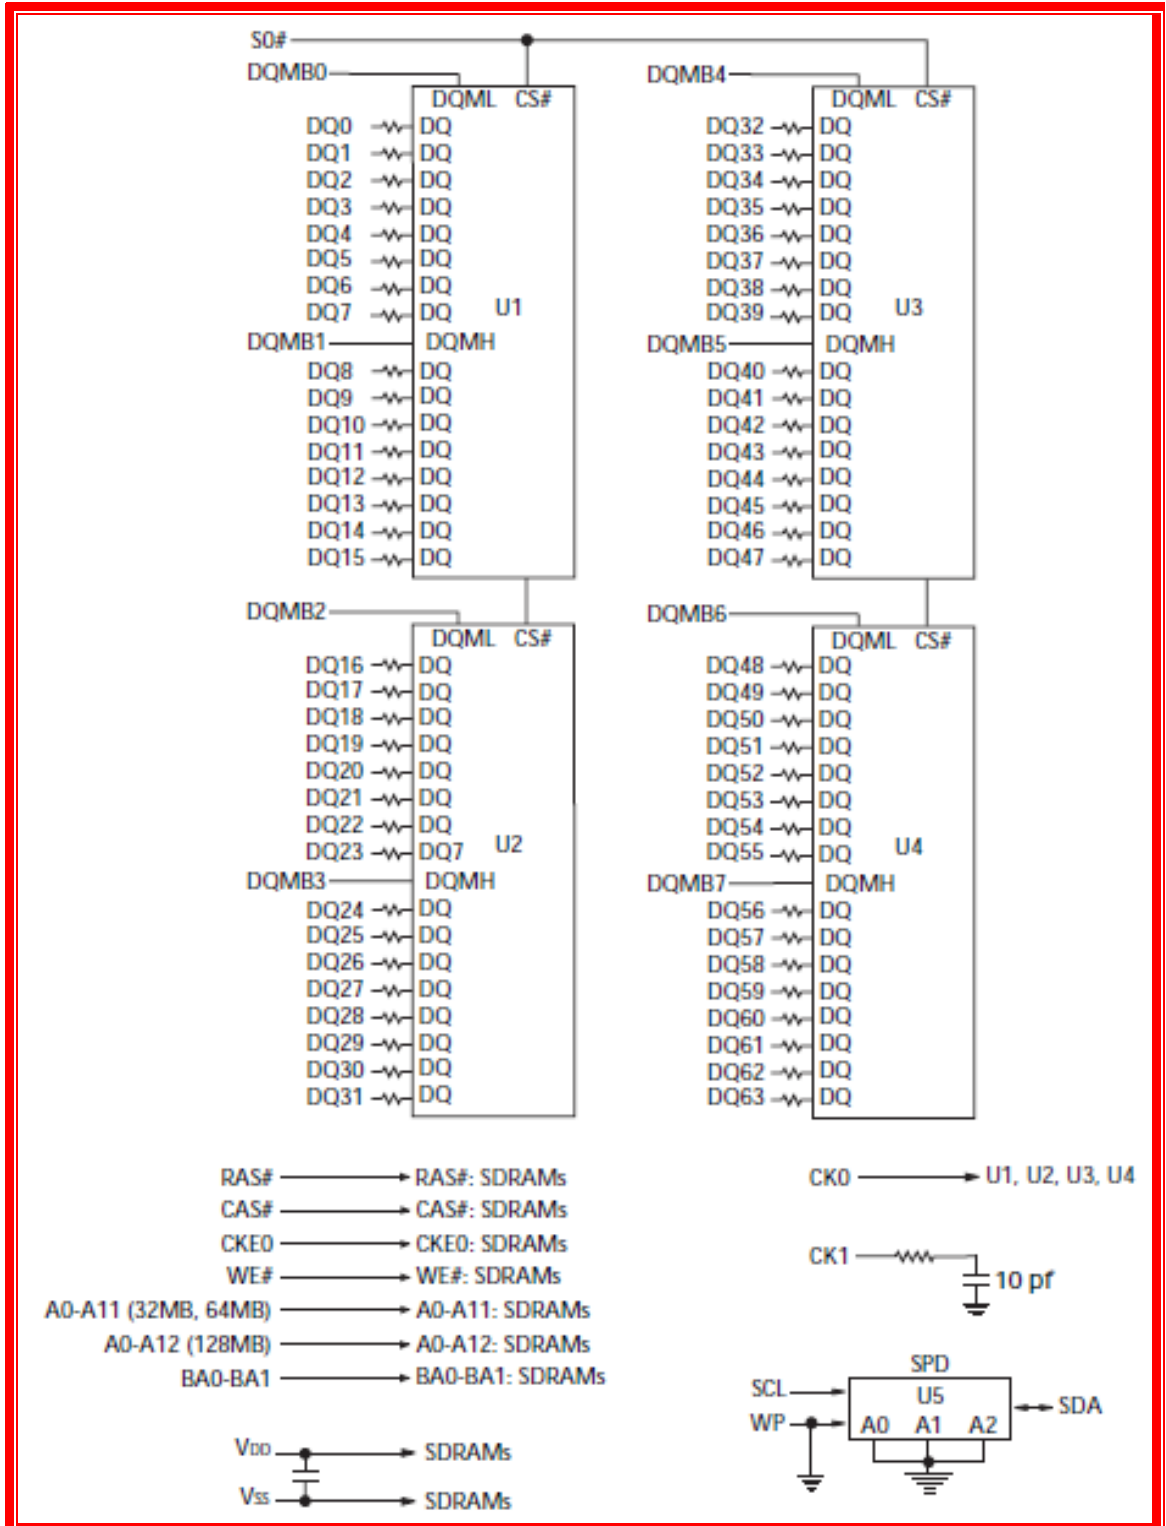 S0#
DQMB0
DQML CS#
DQ0 DQ
DQ1 DQ
DQ2 DQ
DQ3 DQ
DQ4 DQ
DQ5 DQ
DQ6 DQ
DQ7 DQ
U1
DQMB1 DQMH
DQ8 DQ
DQ9 DQ
DQ10 DQ
DQ11 DQ
DQ12 DQ
DQ13 DQ
DQ14 DQ
DQ15 DQ
DQMB2
DQML CS#
DQ16 DQ
DQ17 DQ
DQ18 DQ
DQ19 DQ
DQ20 DQ
DQ21 DQ
DQ22 DQ
DQ23 DQ7
U2
DQMB3 DQMH
DQ24 DQ
DQ25 DQ
DQ26 DQ
DQ27 DQ
DQ28 DQ
DQ29 DQ
DQ30 DQ
DQ31 DQ
DQMB4
DQML CS#
DQ32 DQ
DQ33 DQ
DQ34 DQ
DQ35 DQ
DQ36 DQ
DQ37 DQ
DQ38 DQ
DQ39 DQ
U3
DQMB5 DQMH
DQ40 DQ
DQ41 DQ
DQ42 DQ
DQ43 DQ
DQ44 DQ
DQ45 DQ
DQ46 DQ
DQ47 DQ
DQMB6
DQML CS#
DQ48 DQ
DQ49 DQ
DQ50 DQ
DQ51 DQ
DQ52 DQ
DQ53 DQ
DQ54 DQ
DQ55 DQ
U4
DQMB7 DQMH
DQ56 DQ
DQ57 DQ
DQ58 DQ
DQ59 DQ
DQ60 DQ
DQ61 DQ
DQ62 DQ
DQ63 DQ
RAS# RAS#: SDRAMs
CAS# CAS#: SDRAMs
CKE0 CKE0: SDRAMs
WE# WE#: SDRAMs
A0-A11 (32MB, 64MB) A0-A11: SDRAMs
A0-A12 (128MB) A0-A12: SDRAMs
BA0-BA1 BA0-BA1: SDRAMs
VDD SDRAMs
VSS SDRAMs
CK0 U1, U2, U3, U4
CK1
10 pf
SPD
SCL U5
SDA
WP A0 A1 A2